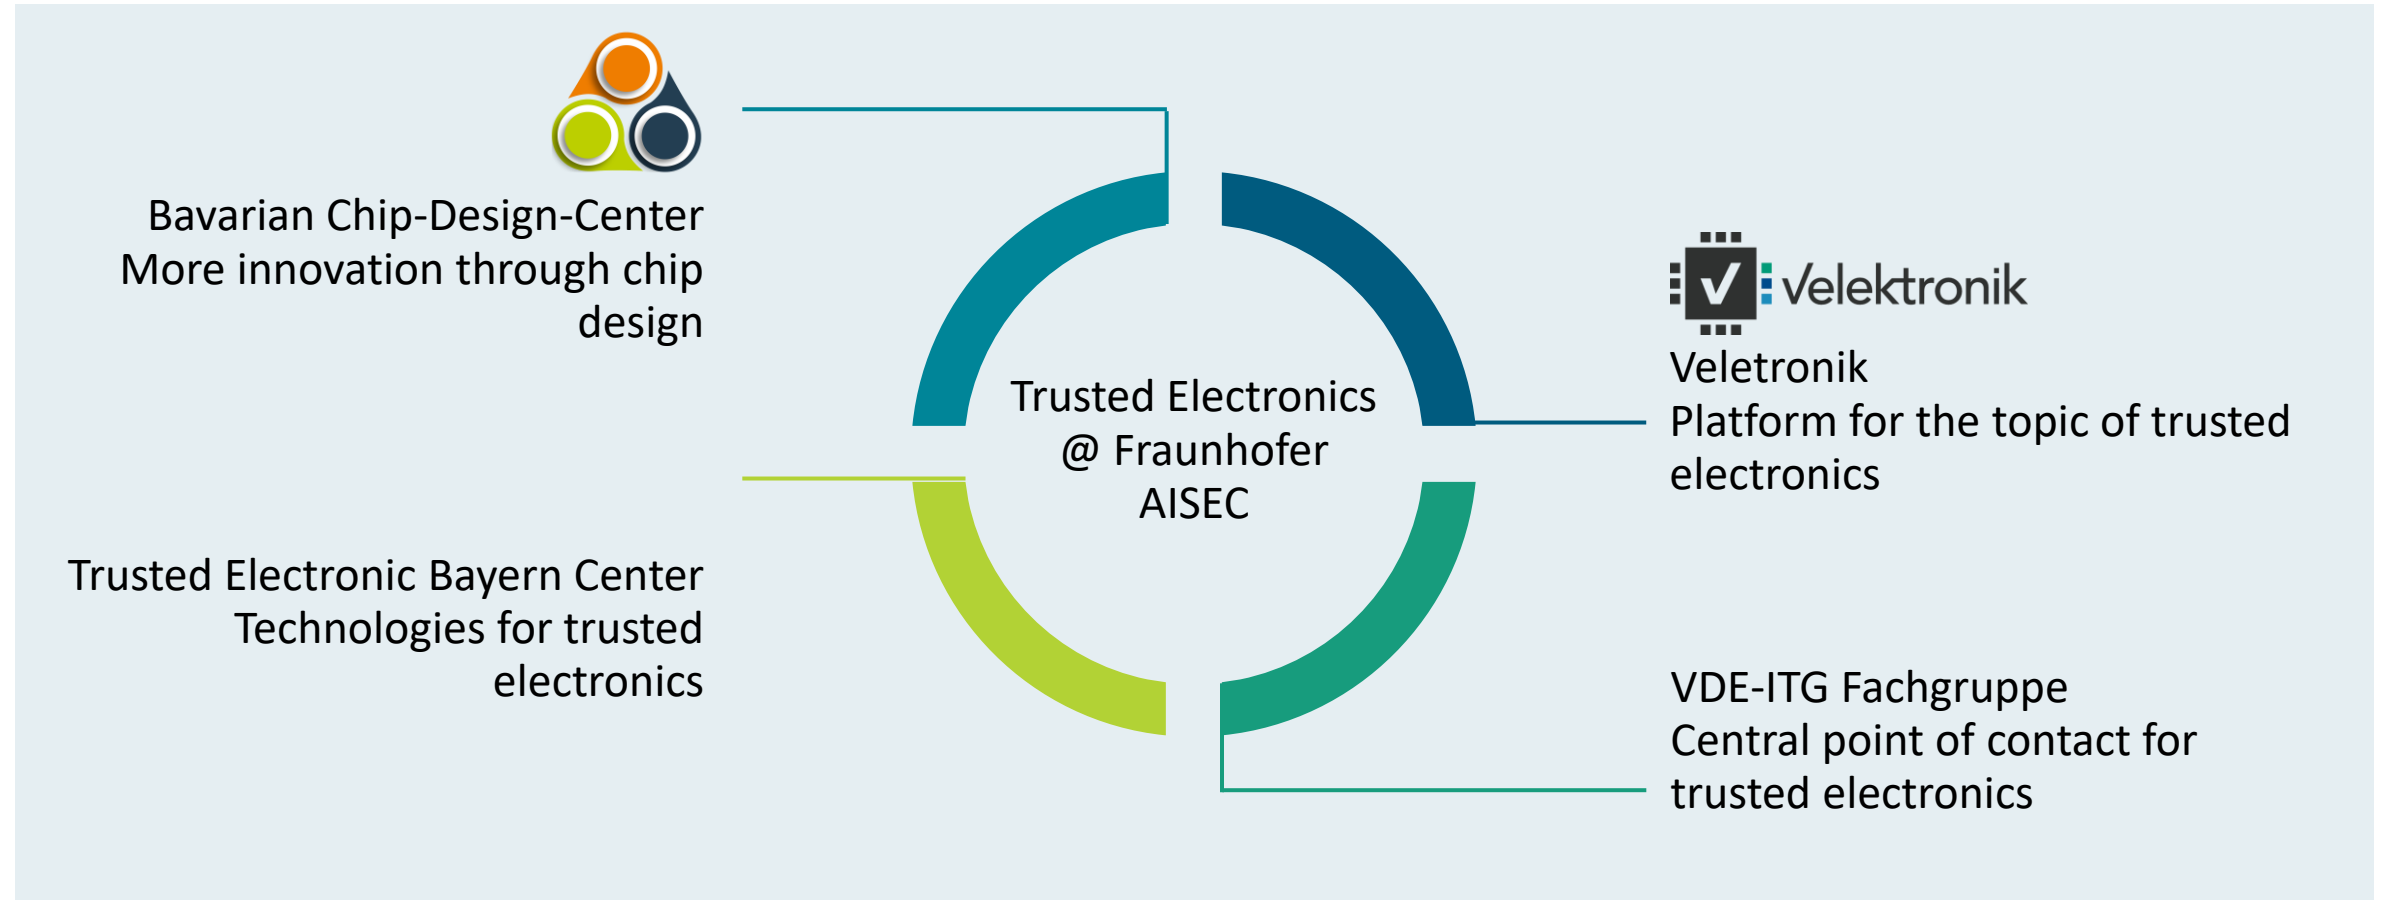 Bavarian Chip-Design-Center
More innovation through chip
design
Trusted Electronic Bayern Center
Technologies for trusted
electronics
Trusted Electronics
@ Fraunhofer
AISEC
Velektronik
Veletronik
Platform for the topic of trusted
electronics
VDE-ITG Fachgruppe
Central point of contact for
trusted electronics